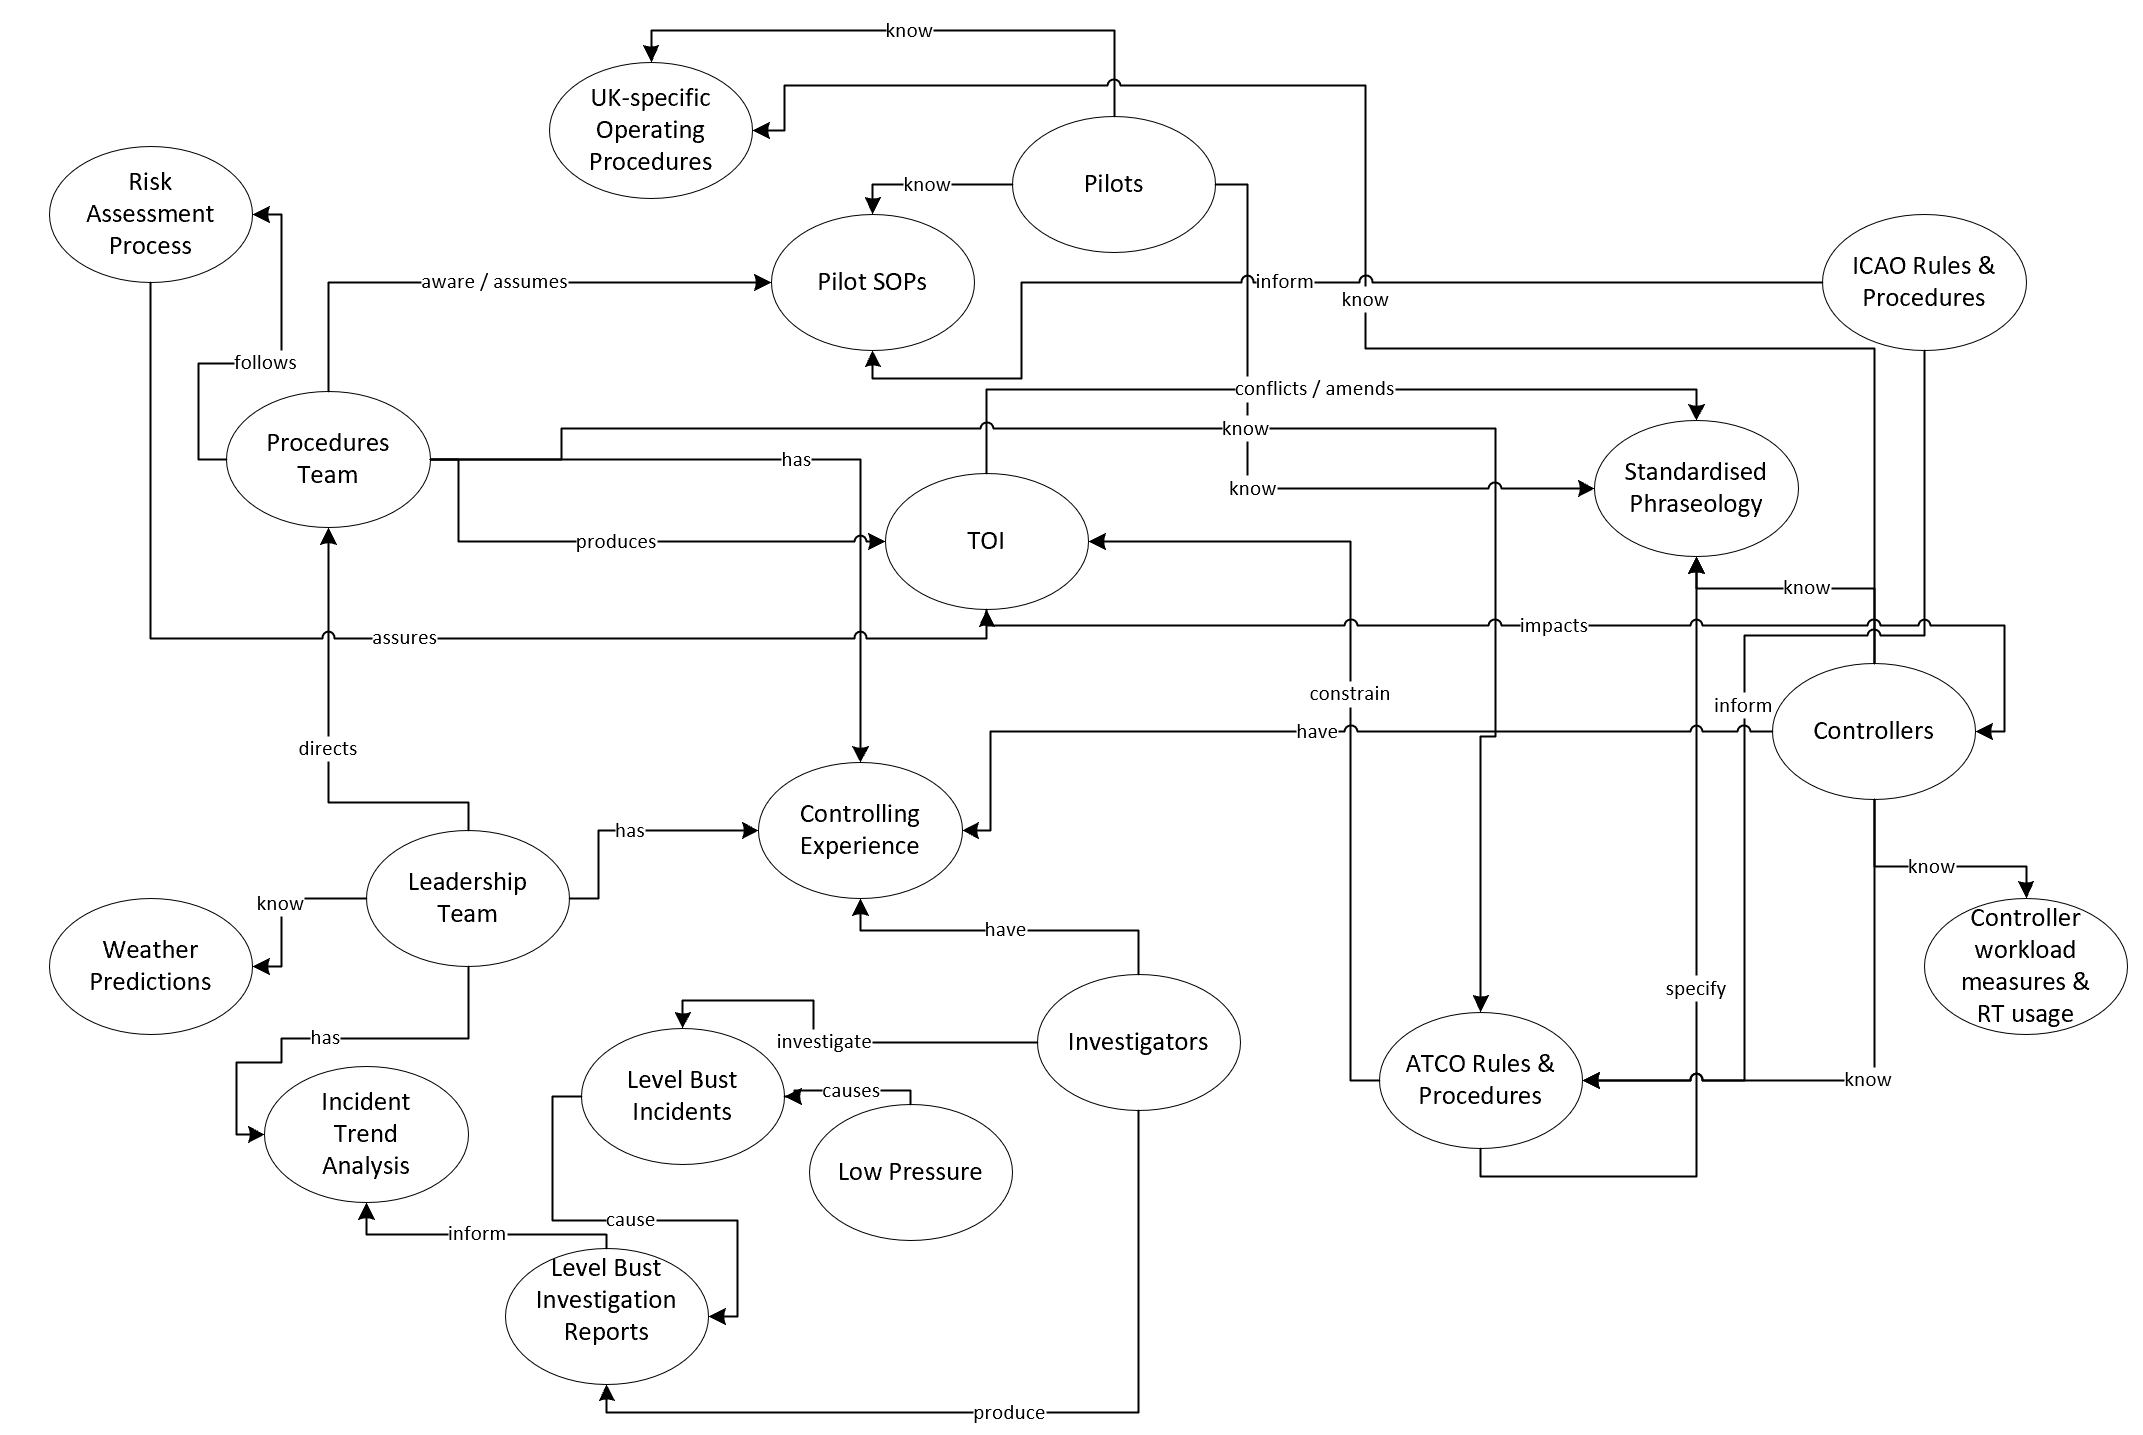 know
UK-specific
Operating
Procedures
Pilots
know
Risk
Assessment
Process
Pilot SOPs
ICAO Rules &
Procedures
aware / assumes
inform
know
follows
conflicts / amends
Procedures
Team
know
has
Standardised
Phraseology
know
TOI
produces
know
impacts
assures
constrain
inform
Controllers
have
directs
Controlling
Experience
has
know
Leadership
Team
know
Weather
Predictions
have
Controller
workload
measures &
RT usage
specify
has
investigate
Investigators
Level Bust
Incidents
causes
ATCO Rules &
Procedures
know
Incident
Trend
Analysis
Low Pressure
cause
inform
Level Bust
Investigation
Reports
produce